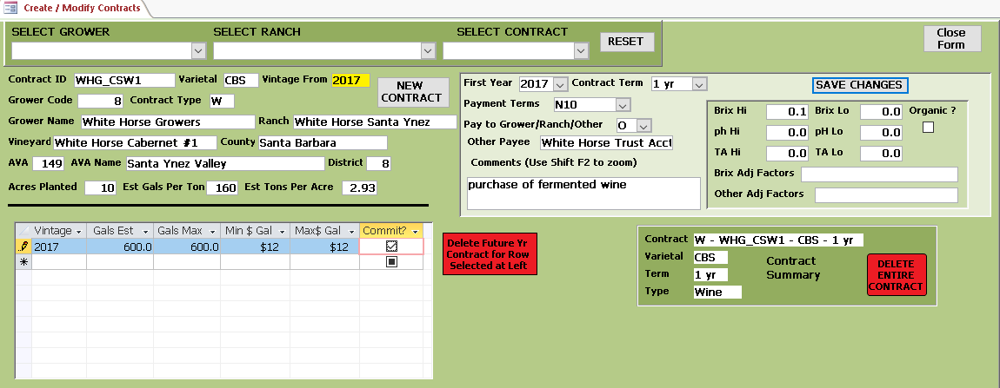 Create / Modify Contracts
SELECT GROWER SELECT RANCH SELECT CONTRACT
RESET
Close
Form
Contract ID WHG_CSW1 Varietal CBS Vintage From 2017
NEW
CONTRACT
Grower Code 8 Contract Type W
Grower Name White Horse Growers Ranch White Horse Santa Ynez
Vineyard White Horse Cabernet #1 County Santa Barbara
AVA 149 AVA Name Santa Ynez Valley District 8
Acres Planted 10 Est Gals Per Ton 160 Est Tons Per Acre 2.93
First Year 2017 Contract Term 1 yr
SAVE CHANGES
Payment Terms N10
Pay to Grower/Ranch/Other O
Other Payee White Horse Trust Acct
Comments (Use Shift F2 to zoom)
purchase of fermented wine
Brix Hi 0.1 Brix Lo 0.0 Organic ?
ph Hi 0.0 pH Lo 0.0
TA Hi 0.0 TA Lo 0.0
Brix Adj Factors
Other Adj Factors
Vintage Gals Est Gals Max Min $ Gal Max$ Gal Commit?
2017 600.0 600.0 $12 $12
Delete Future Yr
Contract for Row
Selected at Left
Contract W - WHG_CSW1 - CBS - 1 yr
Varietal CBS
Term 1 yr
Type Wine
Contract
Summary
DELETE
ENTIRE
CONTRACT